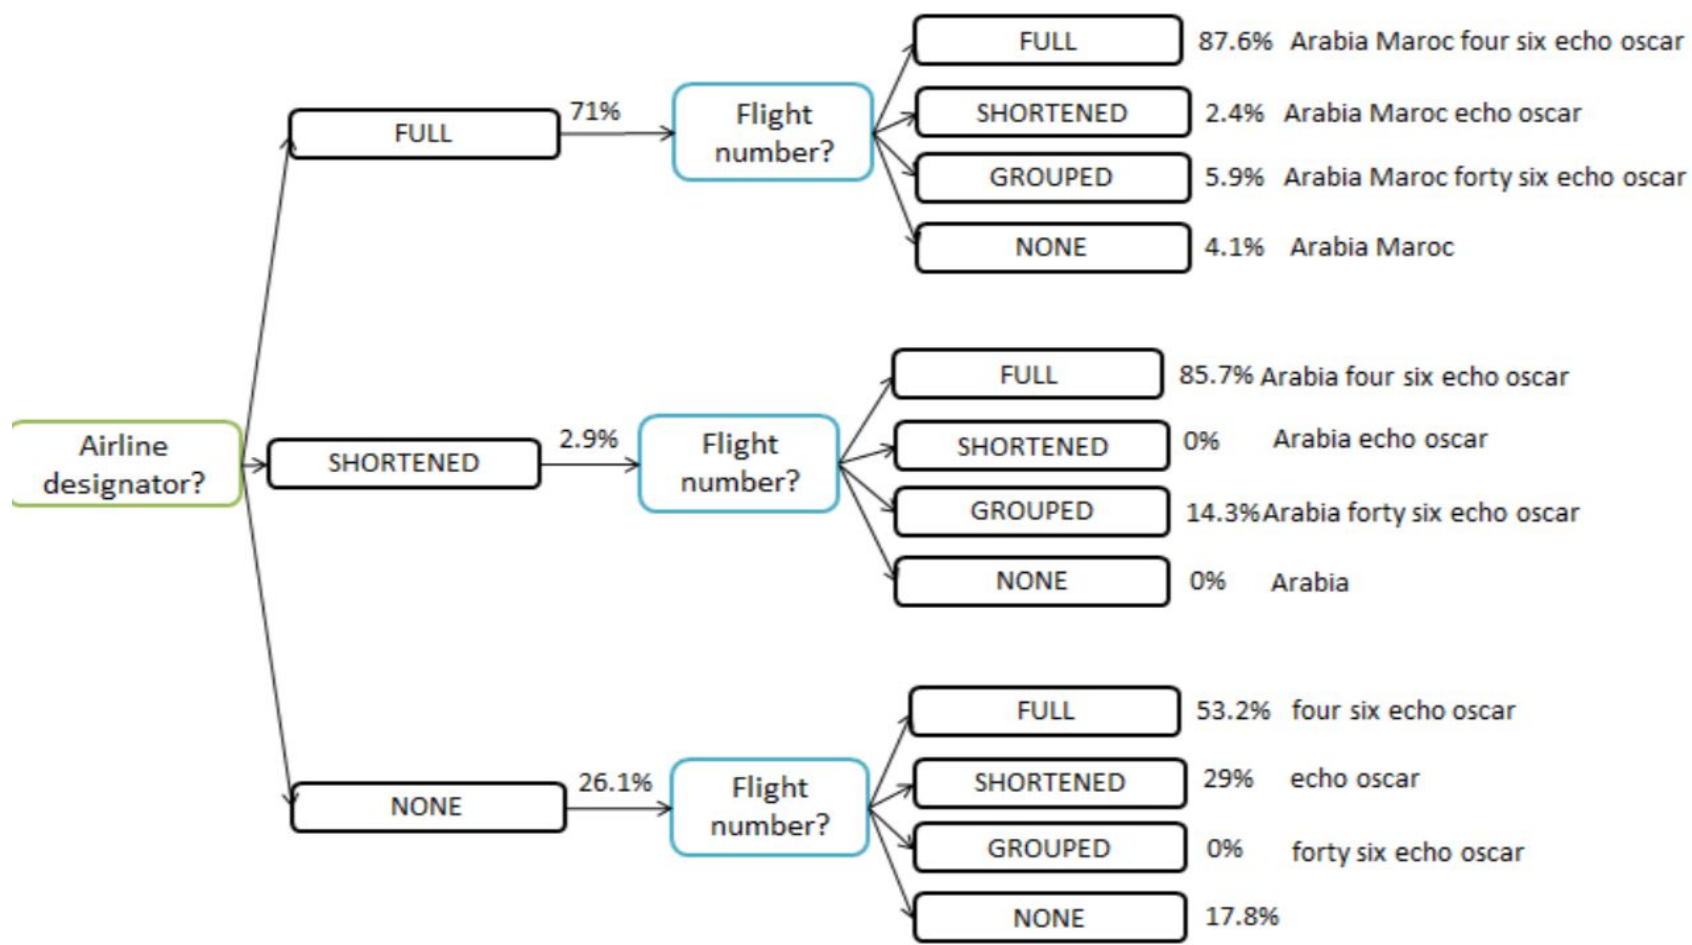 FULL 87.6% Arabia Maroc four six echo oscar
71% Flight number? SHORTENED 2.4% Arabia Maroc echo oscar
FULL
GROUPED 5.9% Arabia Maroc forty six echo oscar
NONE 4.1% Arabia Maroc
FULL 85.7% Arabia four six echo oscar
Airline designator?
SHORTENED 2.9% Flight number? SHORTENED 0% Arabia echo oscar
GROUPED 14.3% Arabia forty six echo oscar
NONE 0% Arabia
FULL 53.2% four six echo oscar
NONE 26.1% Flight number? SHORTENED 29% echo oscar
GROUPED 0% forty six echo oscar
NONE 17.8%